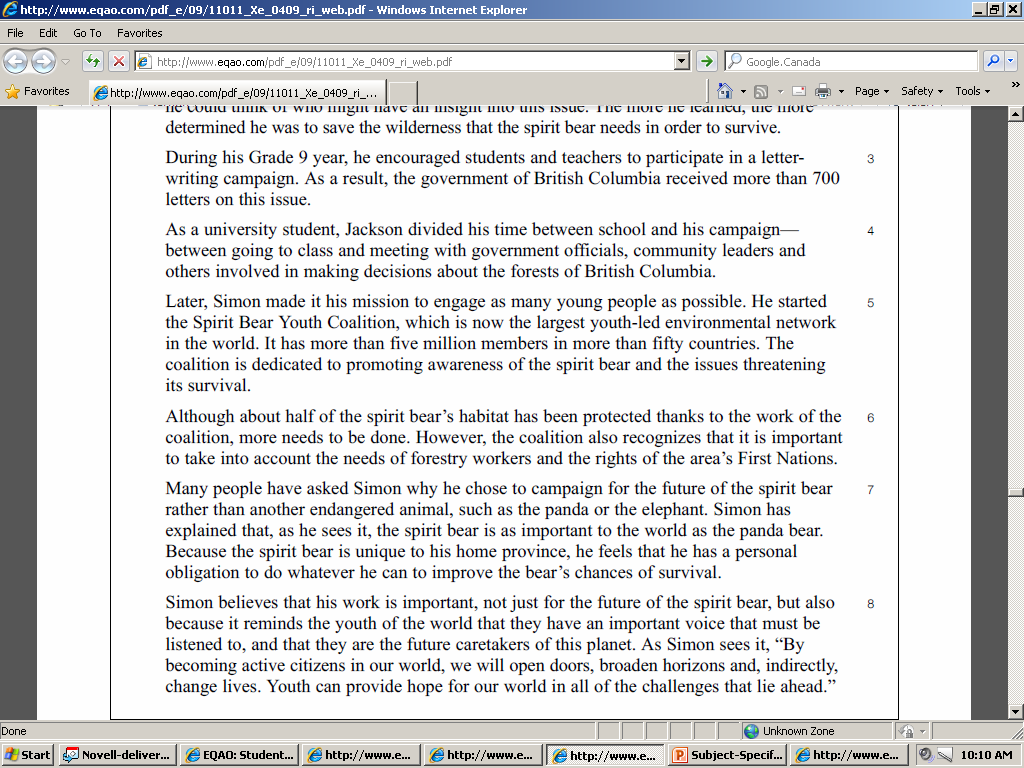 http://www.eqao.com/pdf_e/09/11011_Xe_0409_ri_web.pdf - Windows Internet Explorer
File Edit Go To Favorites
http://www.eqao.com/pdf_e/09/11011_Xe_0409_ri_web.pdf Google.Canada
Favorites http://www.eqao.com/pdf_e/09/11011_Xe_0409_ri_... Page Safety Tools »
he could think of who might have an insight into this issue. The more he learned, the more
determined he was to save the wilderness that the spirit bear needs in order to survive.
During his Grade 9 year, he encouraged students and teachers to participate in a letter- 3
writing campaign. As a result, the government of British Columbia received more than 700
letters on this issue.
As a university student, Jackson divided his time between school and his campaign— 4
between going to class and meeting with government officials, community leaders and
others involved in making decisions about the forests of British Columbia.
Later, Simon made it his mission to engage as many young people as possible. He started 5
the Spirit Bear Youth Coalition, which is now the largest youth-led environmental network
in the world. It has more than five million members in more than fifty countries. The
coalition is dedicated to promoting awareness of the spirit bear and the issues threatening
its survival.
Although about half of the spirit bear’s habitat has been protected thanks to the work of the 6
coalition, more needs to be done. However, the coalition also recognizes that it is important
to take into account the needs of forestry workers and the rights of the area’s First Nations.
Many people have asked Simon why he chose to campaign for the future of the spirit bear 7
rather than another endangered animal, such as the panda or the elephant. Simon has
explained that, as he sees it, the spirit bear is as important to the world as the panda bear.
Because the spirit bear is unique to his home province, he feels that he has a personal
obligation to do whatever he can to improve the bear’s chances of survival.
Simon believes that his work is important, not just for the future of the spirit bear, but also 8
because it reminds the youth of the world that they have an important voice that must be
listened to, and that they are the future caretakers of this planet. As Simon sees it, “By
becoming active citizens in our world, we will open doors, broaden horizons and, indirectly,
change lives. Youth can provide hope for our world in all of the challenges that lie ahead.”
Done Unknown Zone
Start Novell-deliver... EQAO: Student... http://www.e... http://www.e... http://www.e... Subject-Specif... http://www.e... 10:10 AM